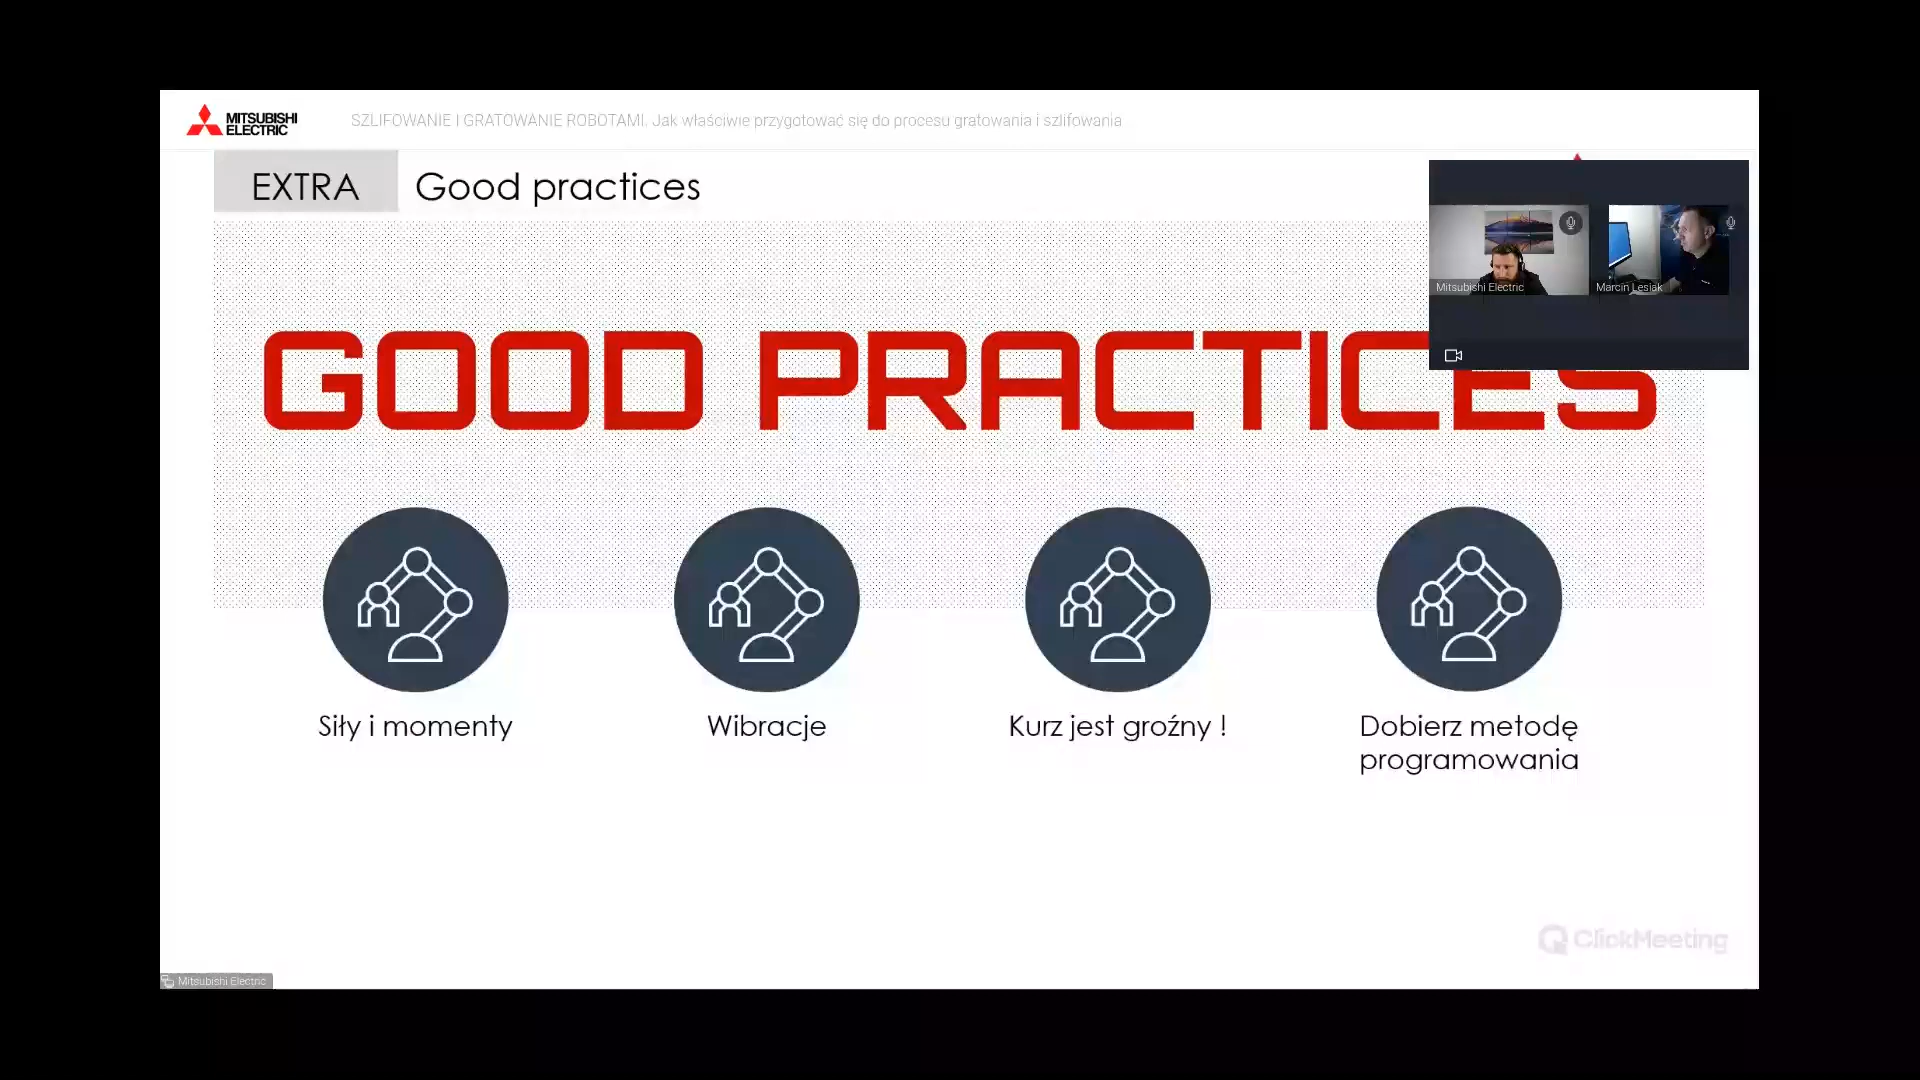 MITSUBISHI
ELECTRIC
SZLIFOWANIE I GRATOWANIE ROBOTAMI. Jak właściwie przygotować się do procesu gratowania i szlifowania
EXTRA
Good practices
Mitsubishi Electric
Marcin Lesiak
GOOD PRACTICES
Siły i momenty
Wibracje
Kurz jest groźny !
Dobierz metodę
programowania
ClickMeeting
Mitsubishi Electric